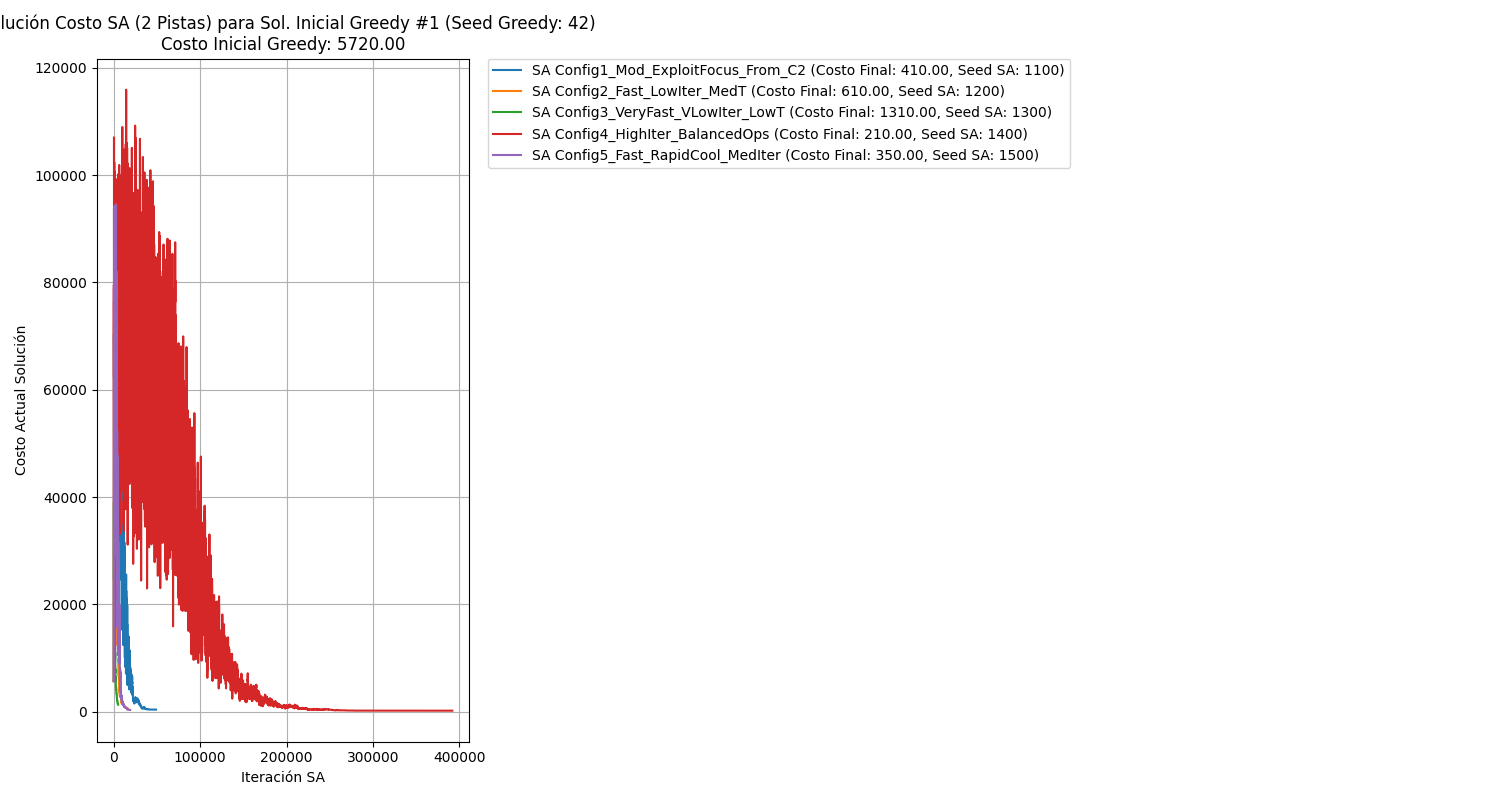 lución Costo SA (2 Pistas) para Sol. Inicial Greedy #1 (Seed Greedy: 42)
Costo Inicial Greedy: 5720.00
SA Config1_Mod_ExploitFocus_From_C2 (Costo Final: 410.00, Seed SA: 1100)
SA Config2_Fast_LowIter_MedT (Costo Final: 610.00, Seed SA: 1200)
SA Config3_VeryFast_VLowIter_LowT (Costo Final: 1310.00, Seed SA: 1300)
SA Config4_HighIter_BalancedOps (Costo Final: 210.00, Seed SA: 1400)
SA Config5_Fast_RapidCool_MedIter (Costo Final: 350.00, Seed SA: 1500)
Costo Actual Solución
120000
100000
80000
60000
40000
20000
0
0 100000 200000 300000 400000
Iteración SA